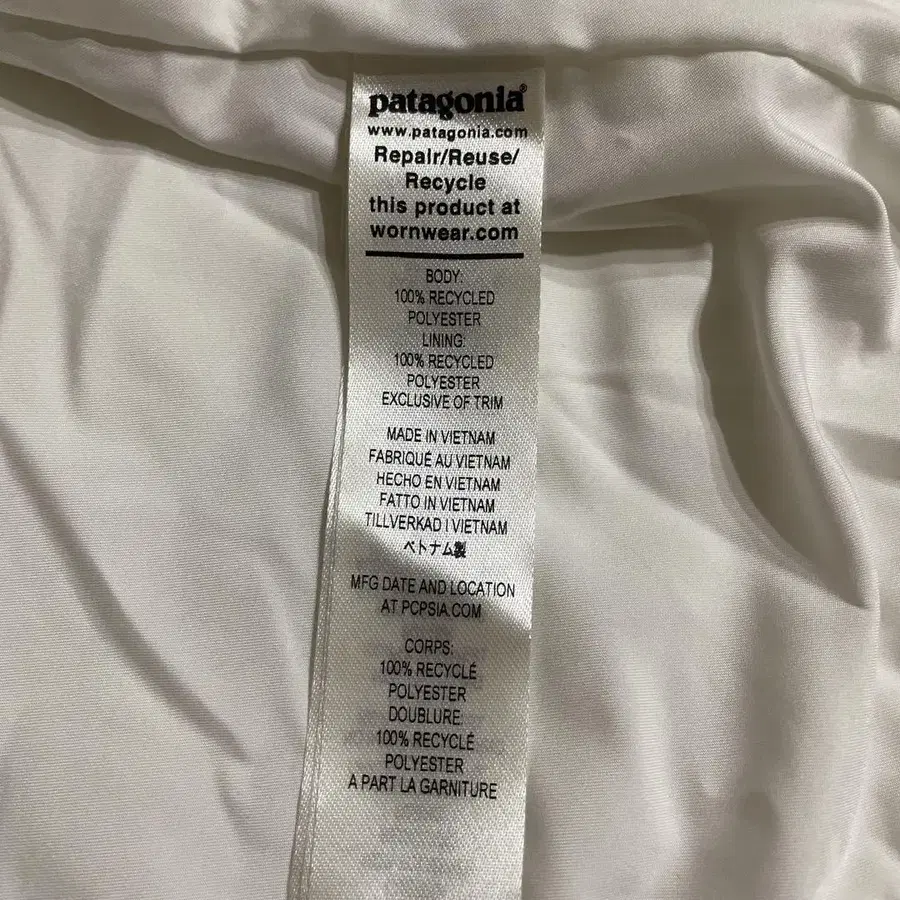 patagonia®
www.patagonia.com
Repair/Reuse/
Recycle
this product at
wornwear.com
BODY:
100% RECYCLED
POLYESTER
LINING:
100% RECYCLED
POLYESTER
EXCLUSIVE OF TRIM
MADE IN VIETNAM
FABRIQUÉ AU VIETNAM
HECHO EN VIETNAM
FATTO IN VIETNAM
TILLVERKAD I VIETNAM
ベトナム製
MFG DATE AND LOCATION
AT PCPSIA.COM
CORPS:
100% RECYCLÉ
POLYESTER
DOUBLURE:
100% RECYCLÉ
POLYESTER
A PART LA GARNITURE